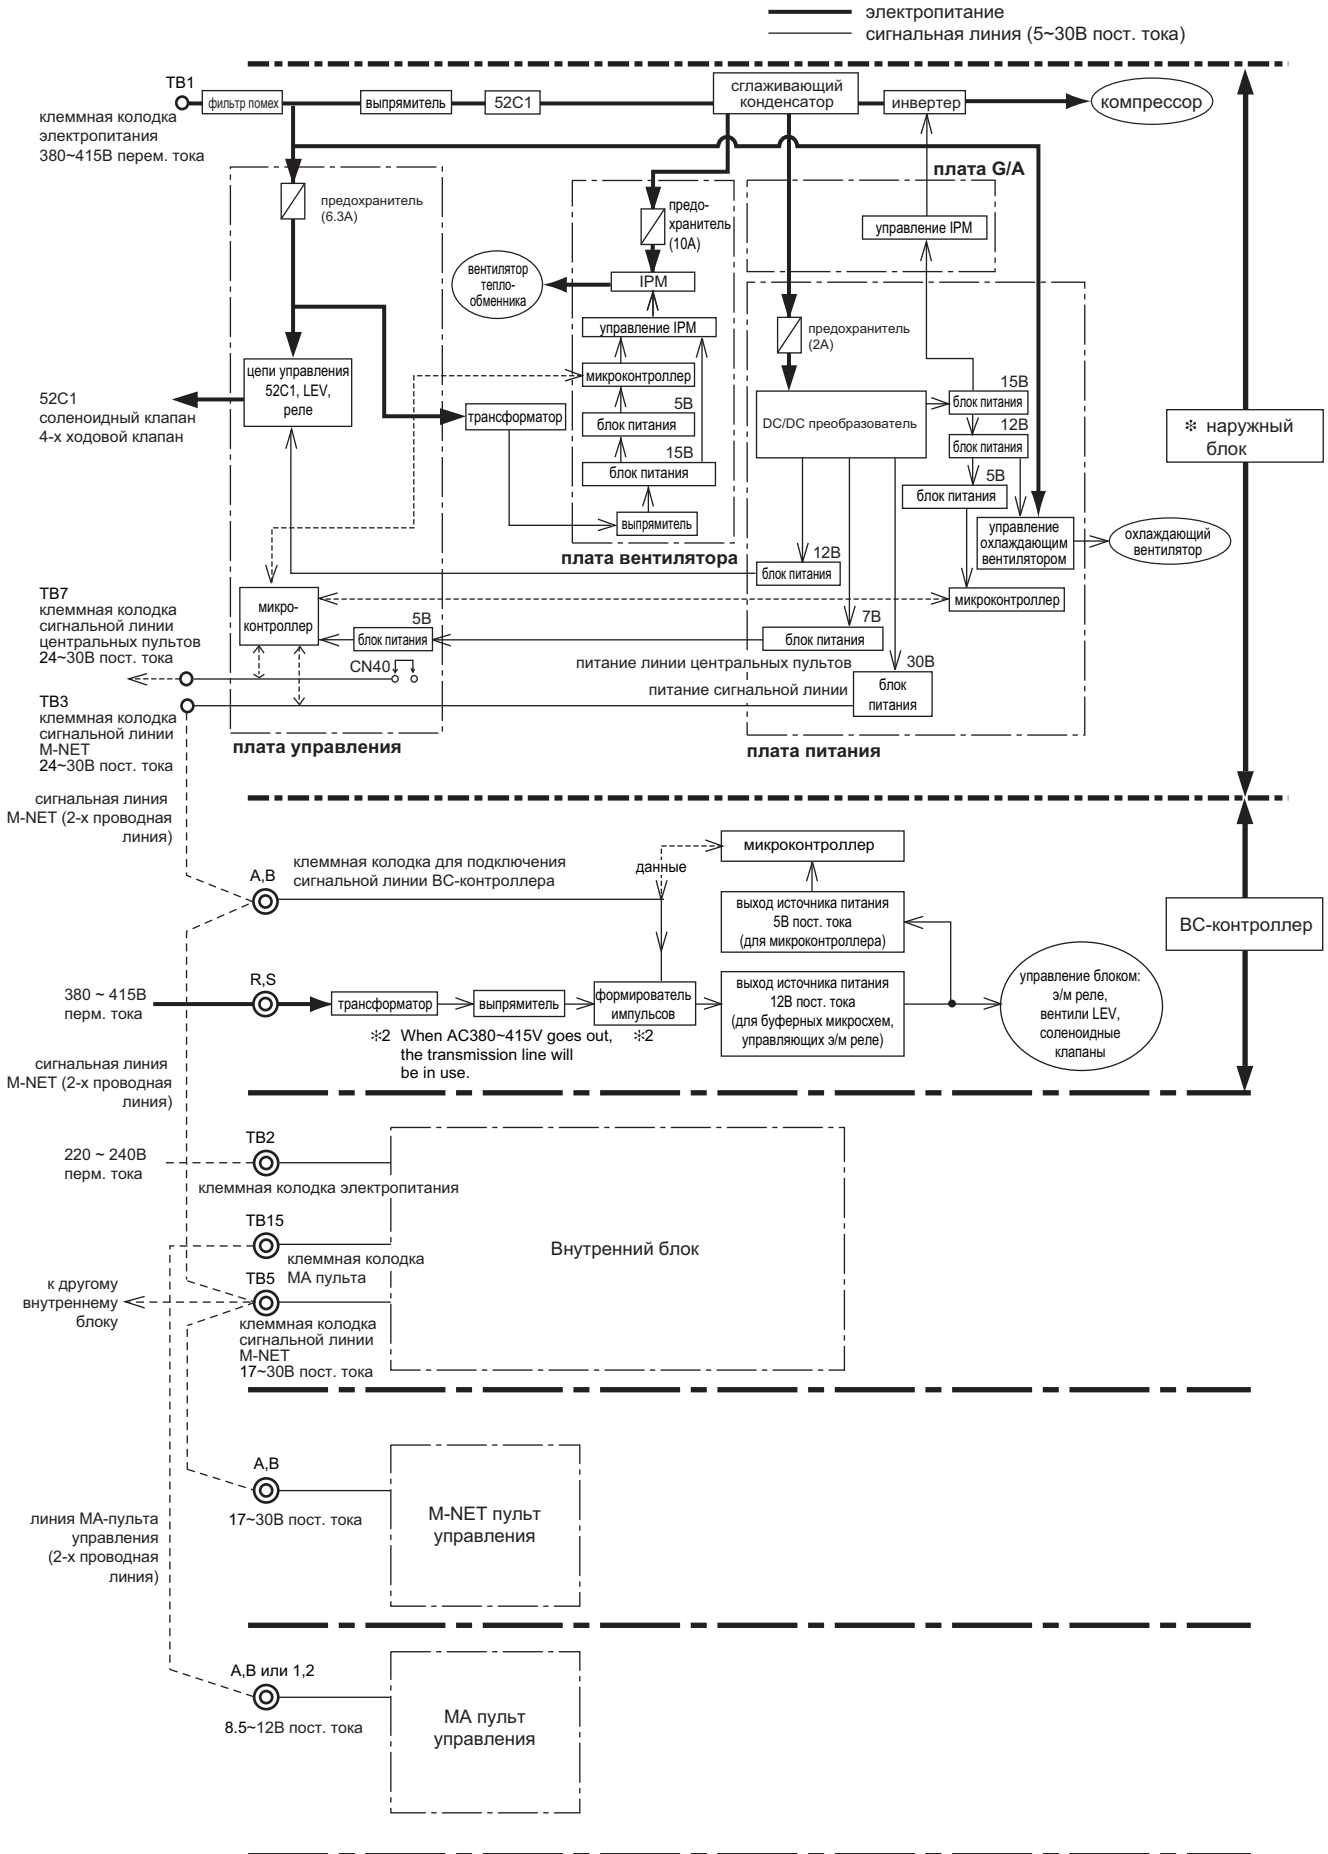 электропитание
сигнальная линия (5~30В пост. тока)
TB1
клеммная колодка
электропитания
380~415В перем. тока
фильтр помех
выпрямитель
52C1
сглаживающий
конденсатор
инвертер
компрессор
плата G/A
предохранитель
(6.3А)
предо-
хранитель
(10А)
управление IPM
вентилятор
тепло-
обменника
IPM
управление IPM
предохранитель
(2А)
цепи управления
52C1, LEV,
реле
микроконтроллер
52C1
соленоидный клапан
4-х ходовой клапан
трансформатор
5В
блок питания
15В
блок питания
выпрямитель
плата вентилятора
DC/DC преобразователь
15В
блок питания
12В
блок питания
5В
блок питания
управление
охлаждающим
вентилятором
охлаждающий
вентилятор
✻ наружный
блок
12В
блок питания
микроконтроллер
TB7
клеммная колодка
сигнальной линии
центральных пультов
24~30В пост. тока
микро-
контроллер
5В
блок питания
7В
блок питания
CN40
питание линии центральных пультов
30В
питание сигнальной линии
блок
питания
TB3
клеммная колодка
сигнальной линии
M-NET
24~30В пост. тока
плата управления
плата питания
сигнальная линия
M-NET (2-х проводная
линия)
A,B
клеммная колодка для подключения
сигнальной линии ВС-контроллера
данные
микроконтроллер
выход источника питания
5В пост. тока
(для микроконтроллера)
ВС-контроллер
380 ~ 415В
перм. тока
R,S
трансформатор
выпрямитель
формирователь
импульсов
выход источника питания
12В пост. тока
(для буферных микросхем,
управляющих э/м реле)
управление блоком:
э/м реле,
вентили LEV,
соленоидные
клапаны
✻2 When AC380~415V goes out,
the transmission line will
be in use.
✻2
сигнальная линия
M-NET (2-х проводная
линия)
TB2
220 ~ 240В
перм. тока
клеммная колодка электропитания
TB15
клеммная колодка
МА пульта
Внутренний блок
TB5
к другому
внутреннему
блоку
клеммная колодка
сигнальной линии
M-NET
17~30В пост. тока
A,B
17~30В пост. тока
M-NET пульт
управления
линия МА-пульта
управления
(2-х проводная
линия)
A,B или 1,2
8.5~12В пост. тока
МА пульт
управления